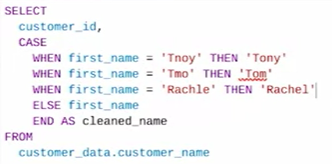 SELECT
customer_id,
CASE
WHEN first_name = 'Tnoy' THEN 'Tony'
WHEN first_name = 'Tmo' THEN 'Tom'
WHEN first_name = 'Rachle' THEN 'Rachel'
ELSE first_name
END AS cleaned_name
FROM
customer_data.customer_name